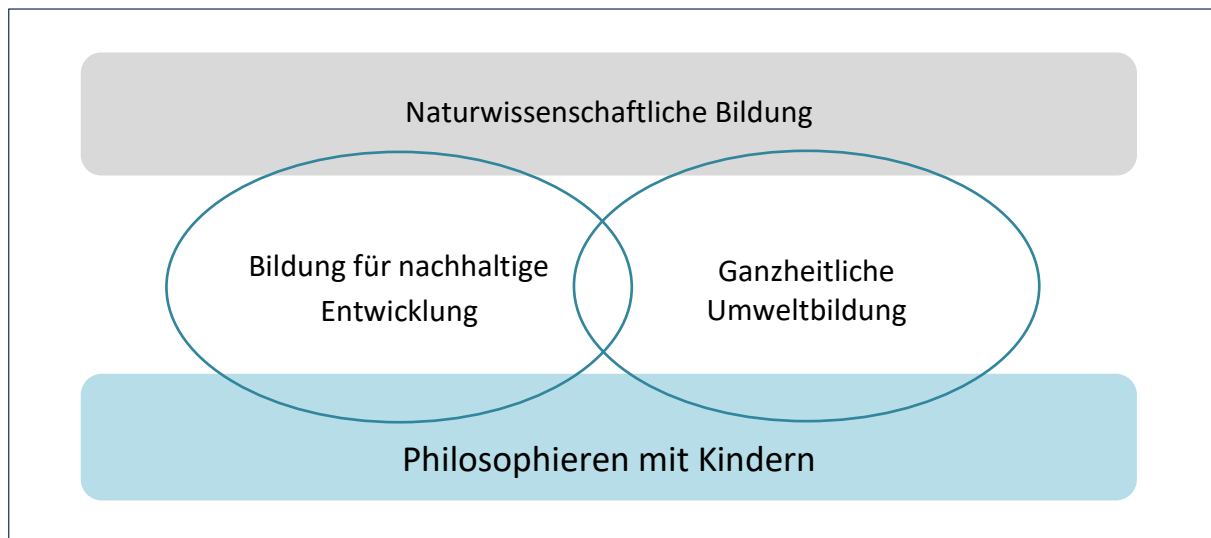 Naturwissenschaftliche Bildung
Bildung für nachhaltige
Entwicklung
Ganzheitliche
Umweltbildung
Philosophieren mit Kindern